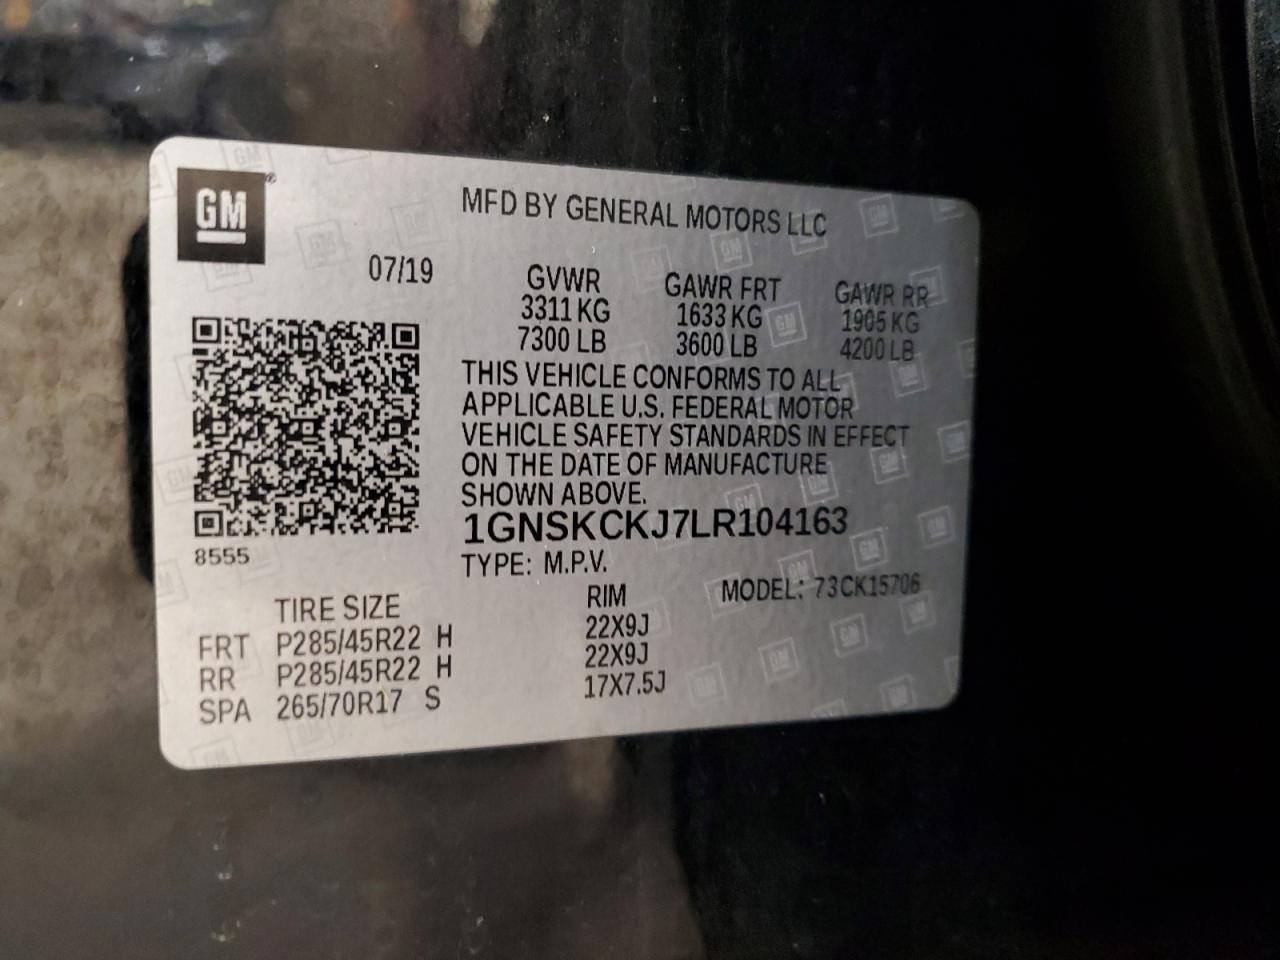 GM
MFD BY GENERAL MOTORS LLC
07/19
GVWR GAWR FRT GAWR RR
3311 KG 1633 KG 1905 KG
7300 LB 3600 LB 4200 LB
THIS VEHICLE CONFORMS TO ALL
APPLICABLE U.S. FEDERAL MOTOR
VEHICLE SAFETY STANDARDS IN EFFECT
ON THE DATE OF MANUFACTURE
SHOWN ABOVE.
1GNSKCKJ7LR104163
8555
TYPE: M.P.V.
MODEL: 73CK15706
TIRE SIZE RIM
FRT P285/45R22 H 22X9J
RR P285/45R22 H 22X9J
SPA 265/70R17 S 17X7.5J